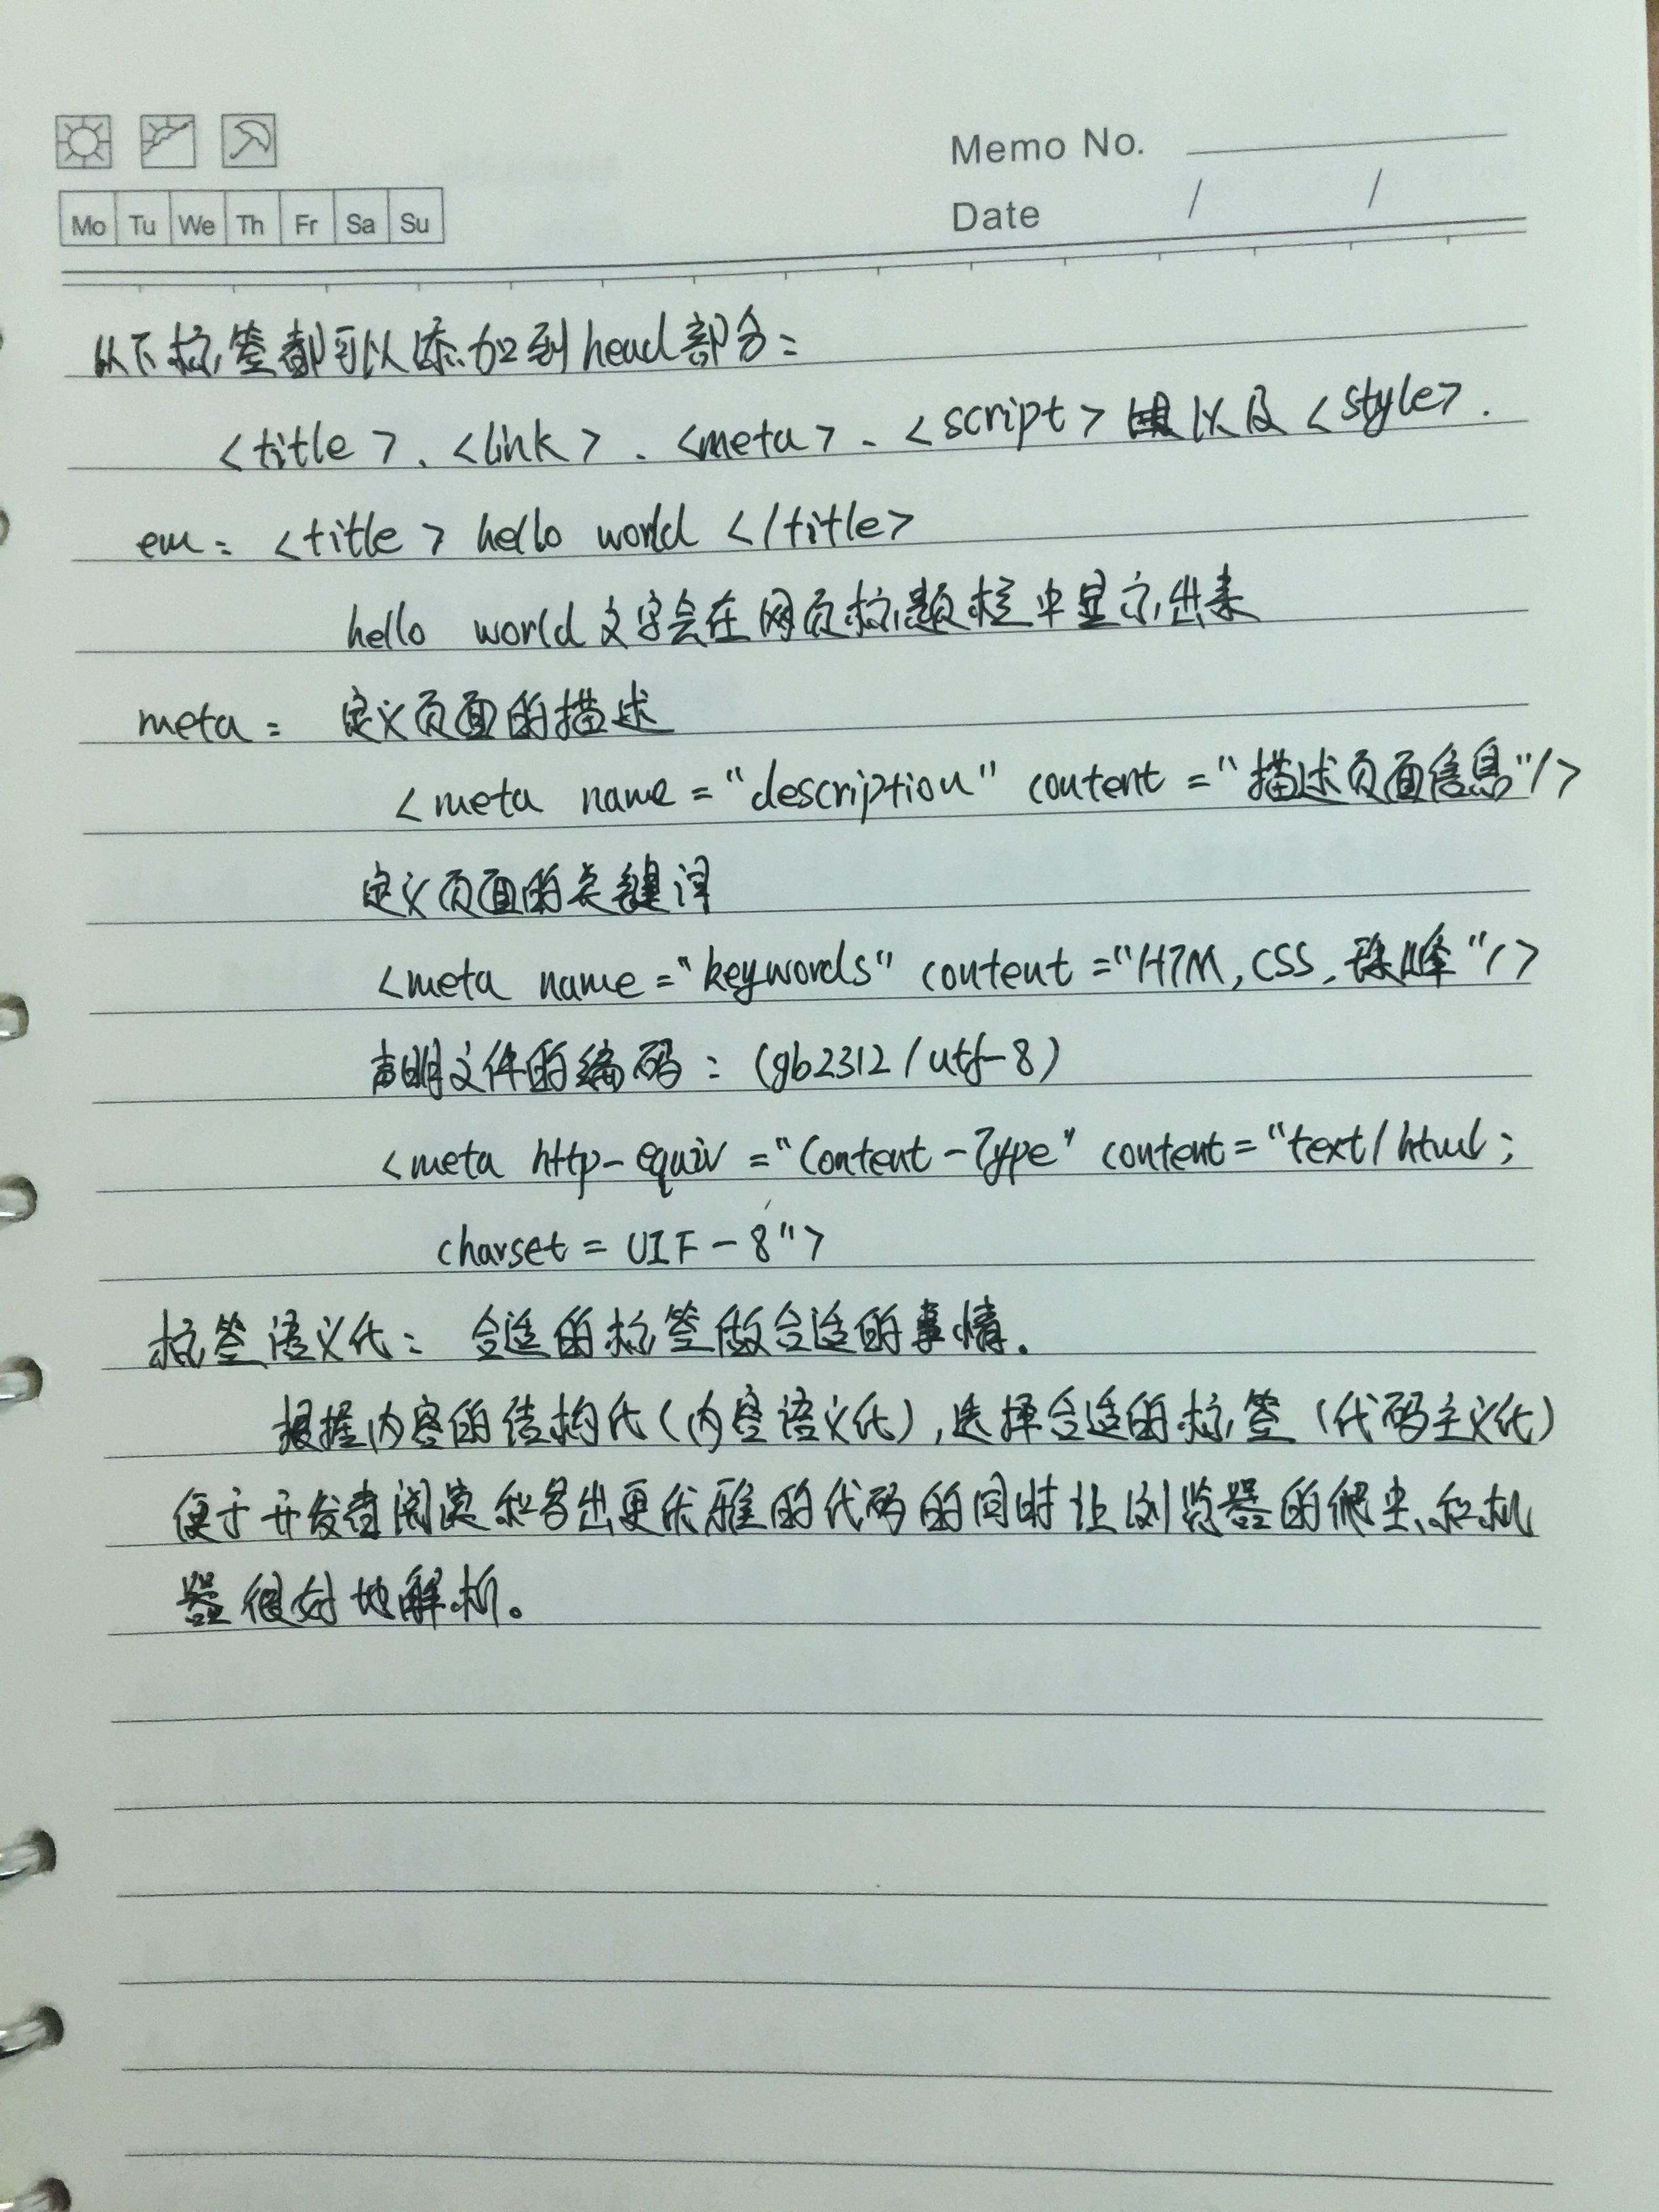 Memo No.
Mo Tu We Th Fr Sa Su
Date / /
以下标签都可以添加到head部分:
<title>、<link>、<meta>、<script>以及<style>.
em: <title> hello world </title>
hello world文字会在网页标题栏中显示出来
meta: 定义页面的描述
<meta name="description" content="描述页面信息"/>
定义页面的关键词
<meta name="keywords" content="HTM,CSS,珠峰"/>
声明文件的编码:(gb2312/utf-8)
<meta http-equiv="Content-Type" content="text/html;
charset=UTF-8">
标签语义化: 合适的标签做合适的事情.
根据内容的结构化(内容语义化),选择合适的标签(代码主义化)
便于开发者阅读和写出更优雅的代码的同时让浏览器的爬虫和机
器很好地解析。